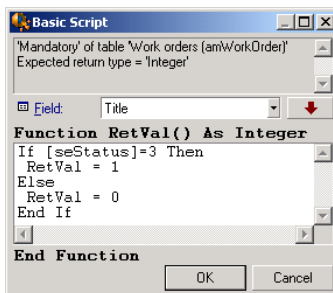 Basic Script
'Mandatory' of table 'Work orders (amWorkOrder)'
Expected return type = 'Integer'
Field: Title
Function RetVal() As Integer
If [seStatus]=3 Then
RetVal = 1
Else
RetVal = 0
End If
End Function
OK Cancel